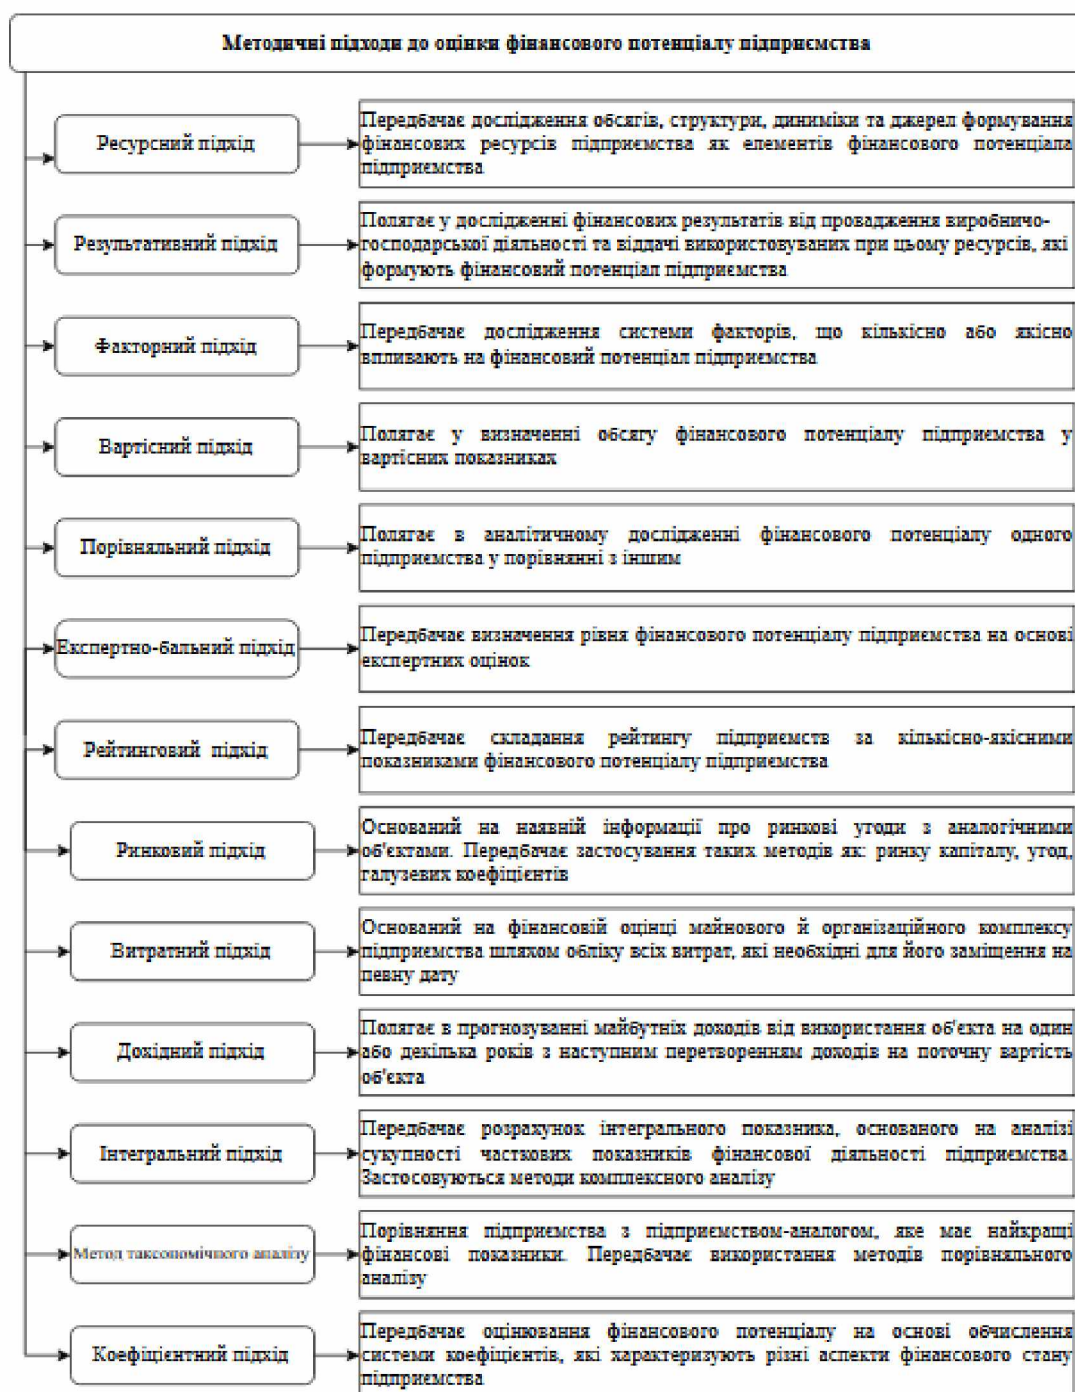 Методичні підходи до оцінки фінансового потенціалу підприємства
Ресурсний підхід
Передбачає дослідження обсягів, структури, диниміки та джерел формування
фінансових ресурсів підприємства як елементів фінансового потенціала
підприємства
Результативний підхід
Полягає у дослідженні фінансових результатів від провадження виробничо-
господарської діяльності та віддачі використовуваних при цьому ресурсів, які
формують фінансовий потенціал підприємства
Факторний підхід
Передбачає дослідження системи факторів, що кількісно або якісно
впливають на фінансовий потенціал підприємства
Вартісний підхід
Полягає у визначенні обсягу фінансового потенціалу підприємства у
вартісних показниках
Порівняльний підхід
Полягає в аналітичному дослідженні фінансового потенціалу одного
підприємства у порівнянні з іншим
Експертно-бальний підхід
Передбачає визначення рівня фінансового потенціалу підприємства на основі
експертних оцінок
Рейтинговий підхід
Передбачає складання рейтингу підприємств за кількісно-якісними
показниками фінансового потенціалу підприємства
Ринковий підхід
Оснований на наявній інформації про ринкові угоди з аналогічними
об'єктами. Передбачає застосування таких методів як: ринку капіталу, угод,
галузевих коефіцієнтів
Витратний підхід
Оснований на фінансовій оцінці майнового й організаційного комплексу
підприємства шляхом обліку всіх витрат, які необхідні для його заміщення на
певну дату
Дохідний підхід
Полягає в прогнозуванні майбутніх доходів від використання об'єкта на один
або декілька років з наступним перетворенням доходів на поточну вартість
об'єкта
Інтегральний підхід
Передбачає розрахунок інтегрального показника, основаного на аналізі
сукупності часткових показників фінансової діяльності підприємства.
Застосовуються методи комплексного аналізу
Метод таксономічного аналізу
Порівняння підприємства з підприємством-аналогом, яке має найкращі
фінансові показники. Передбачає використання методів порівняльного
аналізу
Коефіцієнтний підхід
Передбачає оцінювання фінансового потенціалу на основі обчислення
системи коефіцієнтів, які характеризують різні аспекти фінансового стану
підприємства